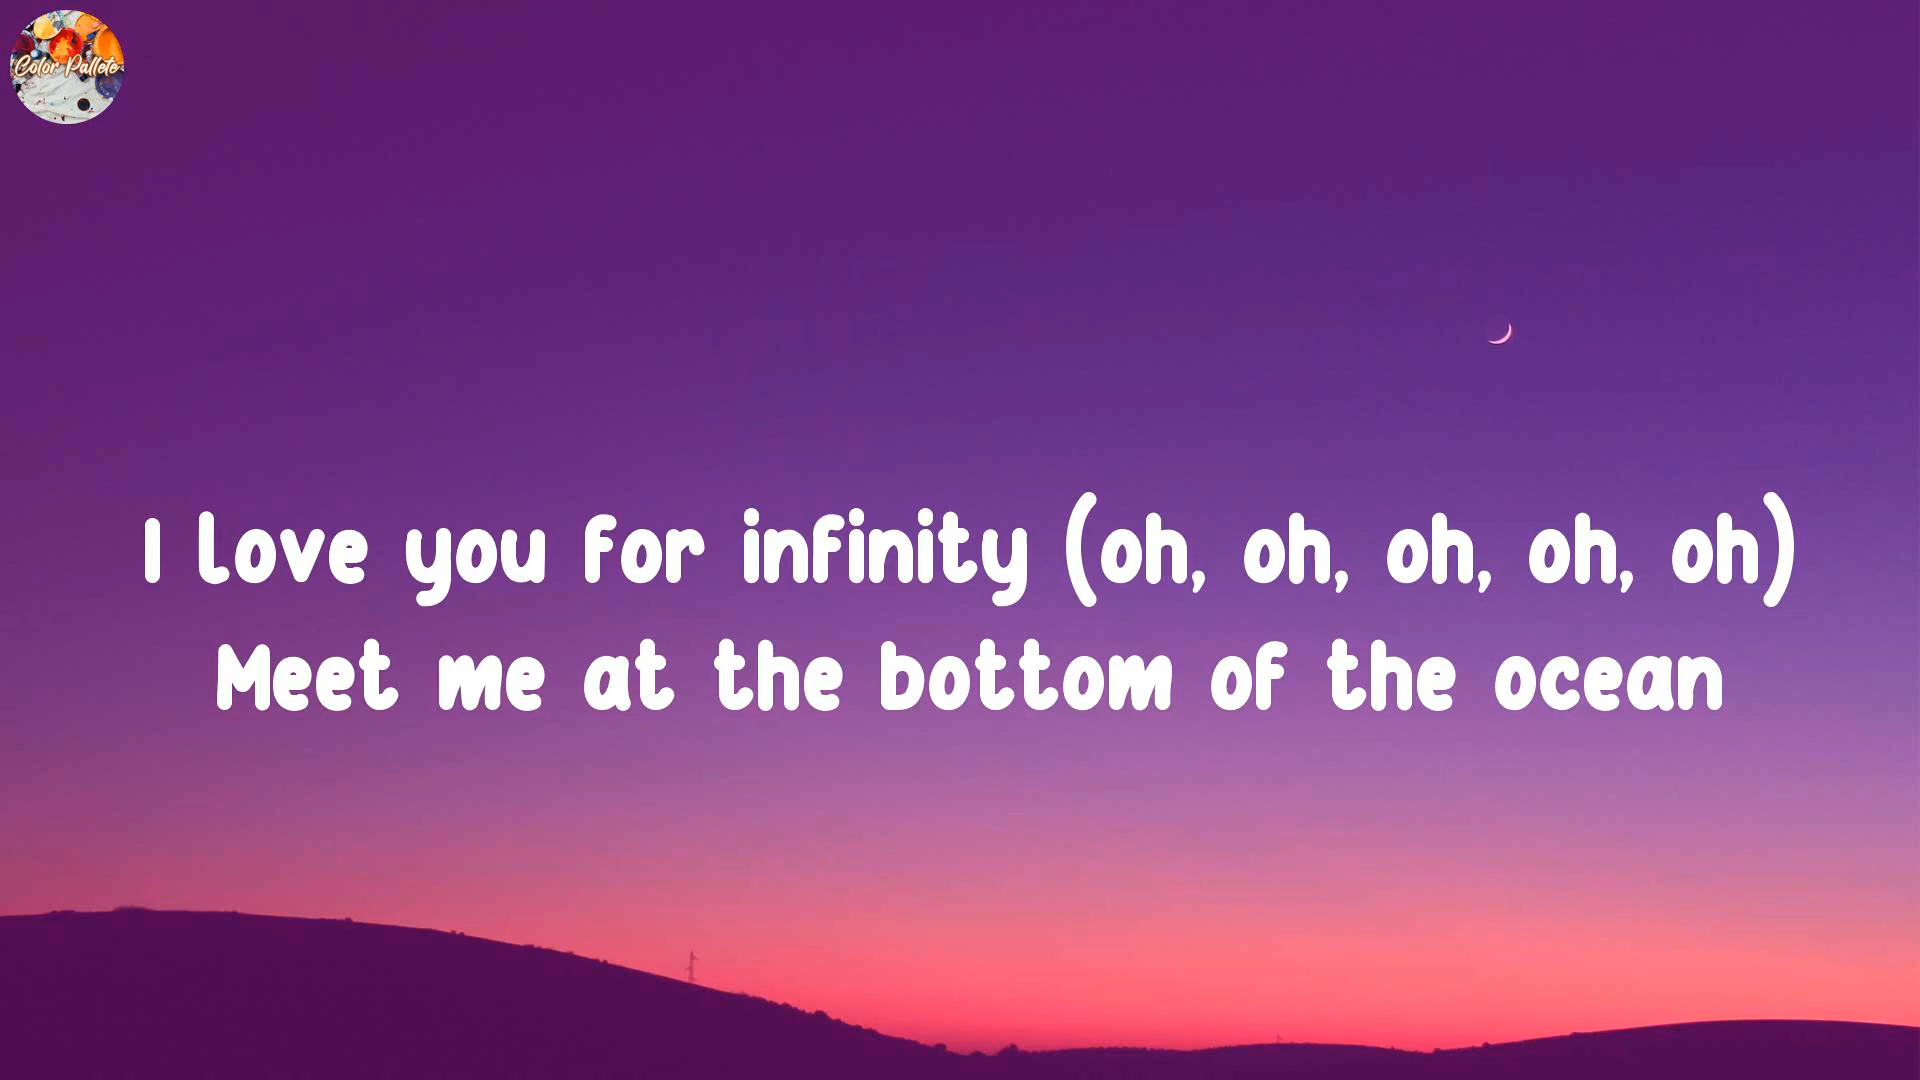 Color Pallete
I love you for infinity (oh, oh, oh, oh, oh)
Meet me at the bottom of the ocean